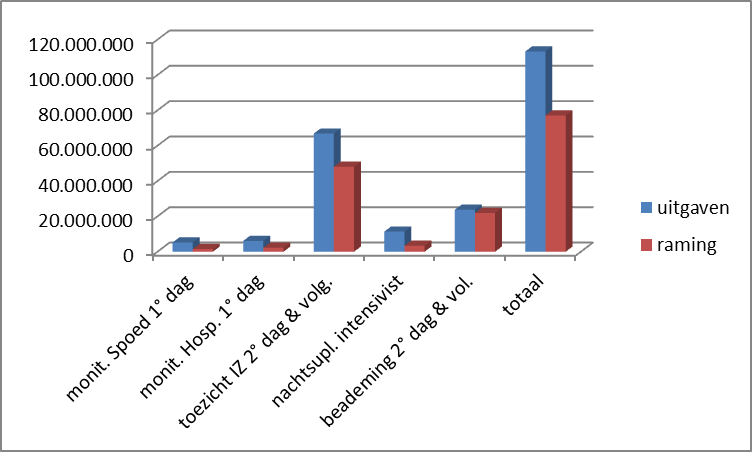 120.000.000
100.000.000
80.000.000
60.000.000
40.000.000
20.000.000
0
monit. Spoed 1° dag
monit. Hosp. 1° dag
toezicht IZ 2° dag & volg.
nachtsupl. intensivist
beademing 2° dag & vol.
totaal
uitgaven
raming